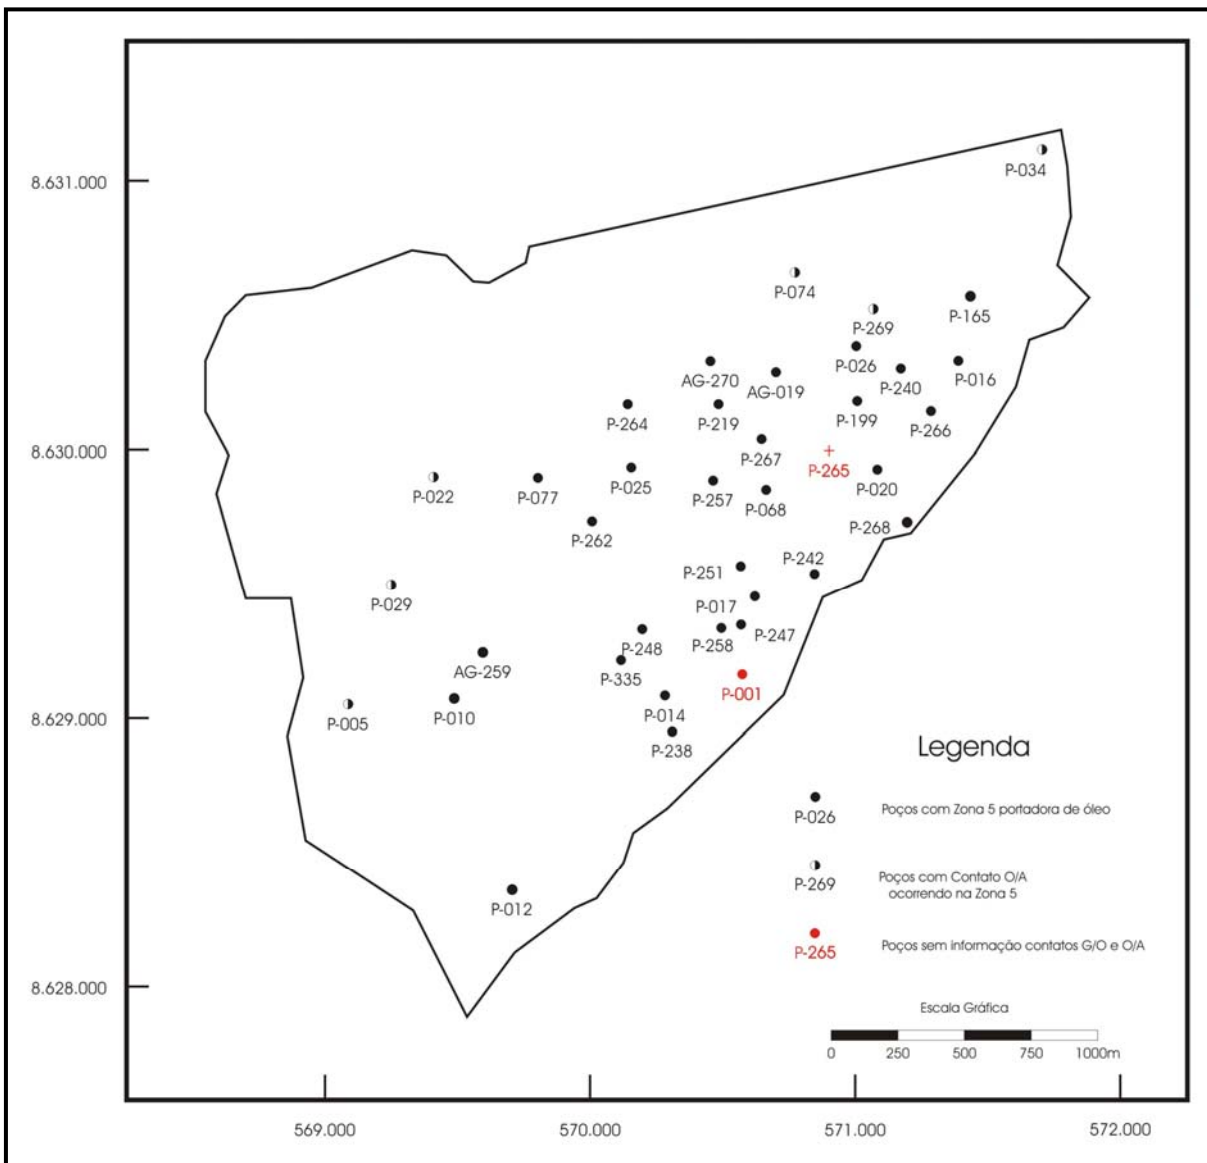 8.631.000
P-034
P-074
P-269
P-165
P-026
AG-270
AG-019
P-240
P-016
P-264
P-219
P-199
P-266
8.630.000
P-267
P-265
P-022
P-077
P-025
P-257
P-068
P-020
P-262
P-268
P-251
P-242
P-029
P-017
P-248
P-258
P-247
AG-259
P-335
P-001
8.629.000
P-005
P-010
P-014
P-238
Legenda
P-026
Poços com Zona 5 portadora de óleo
P-269
Poços com Contato O/A
ocorrendo na Zona 5
P-012
P-265
Poços sem informação contatos G/O e O/A
8.628.000
Escala Gráfica
0 250 500 750 1000m
569.000 570.000 571.000 572.000